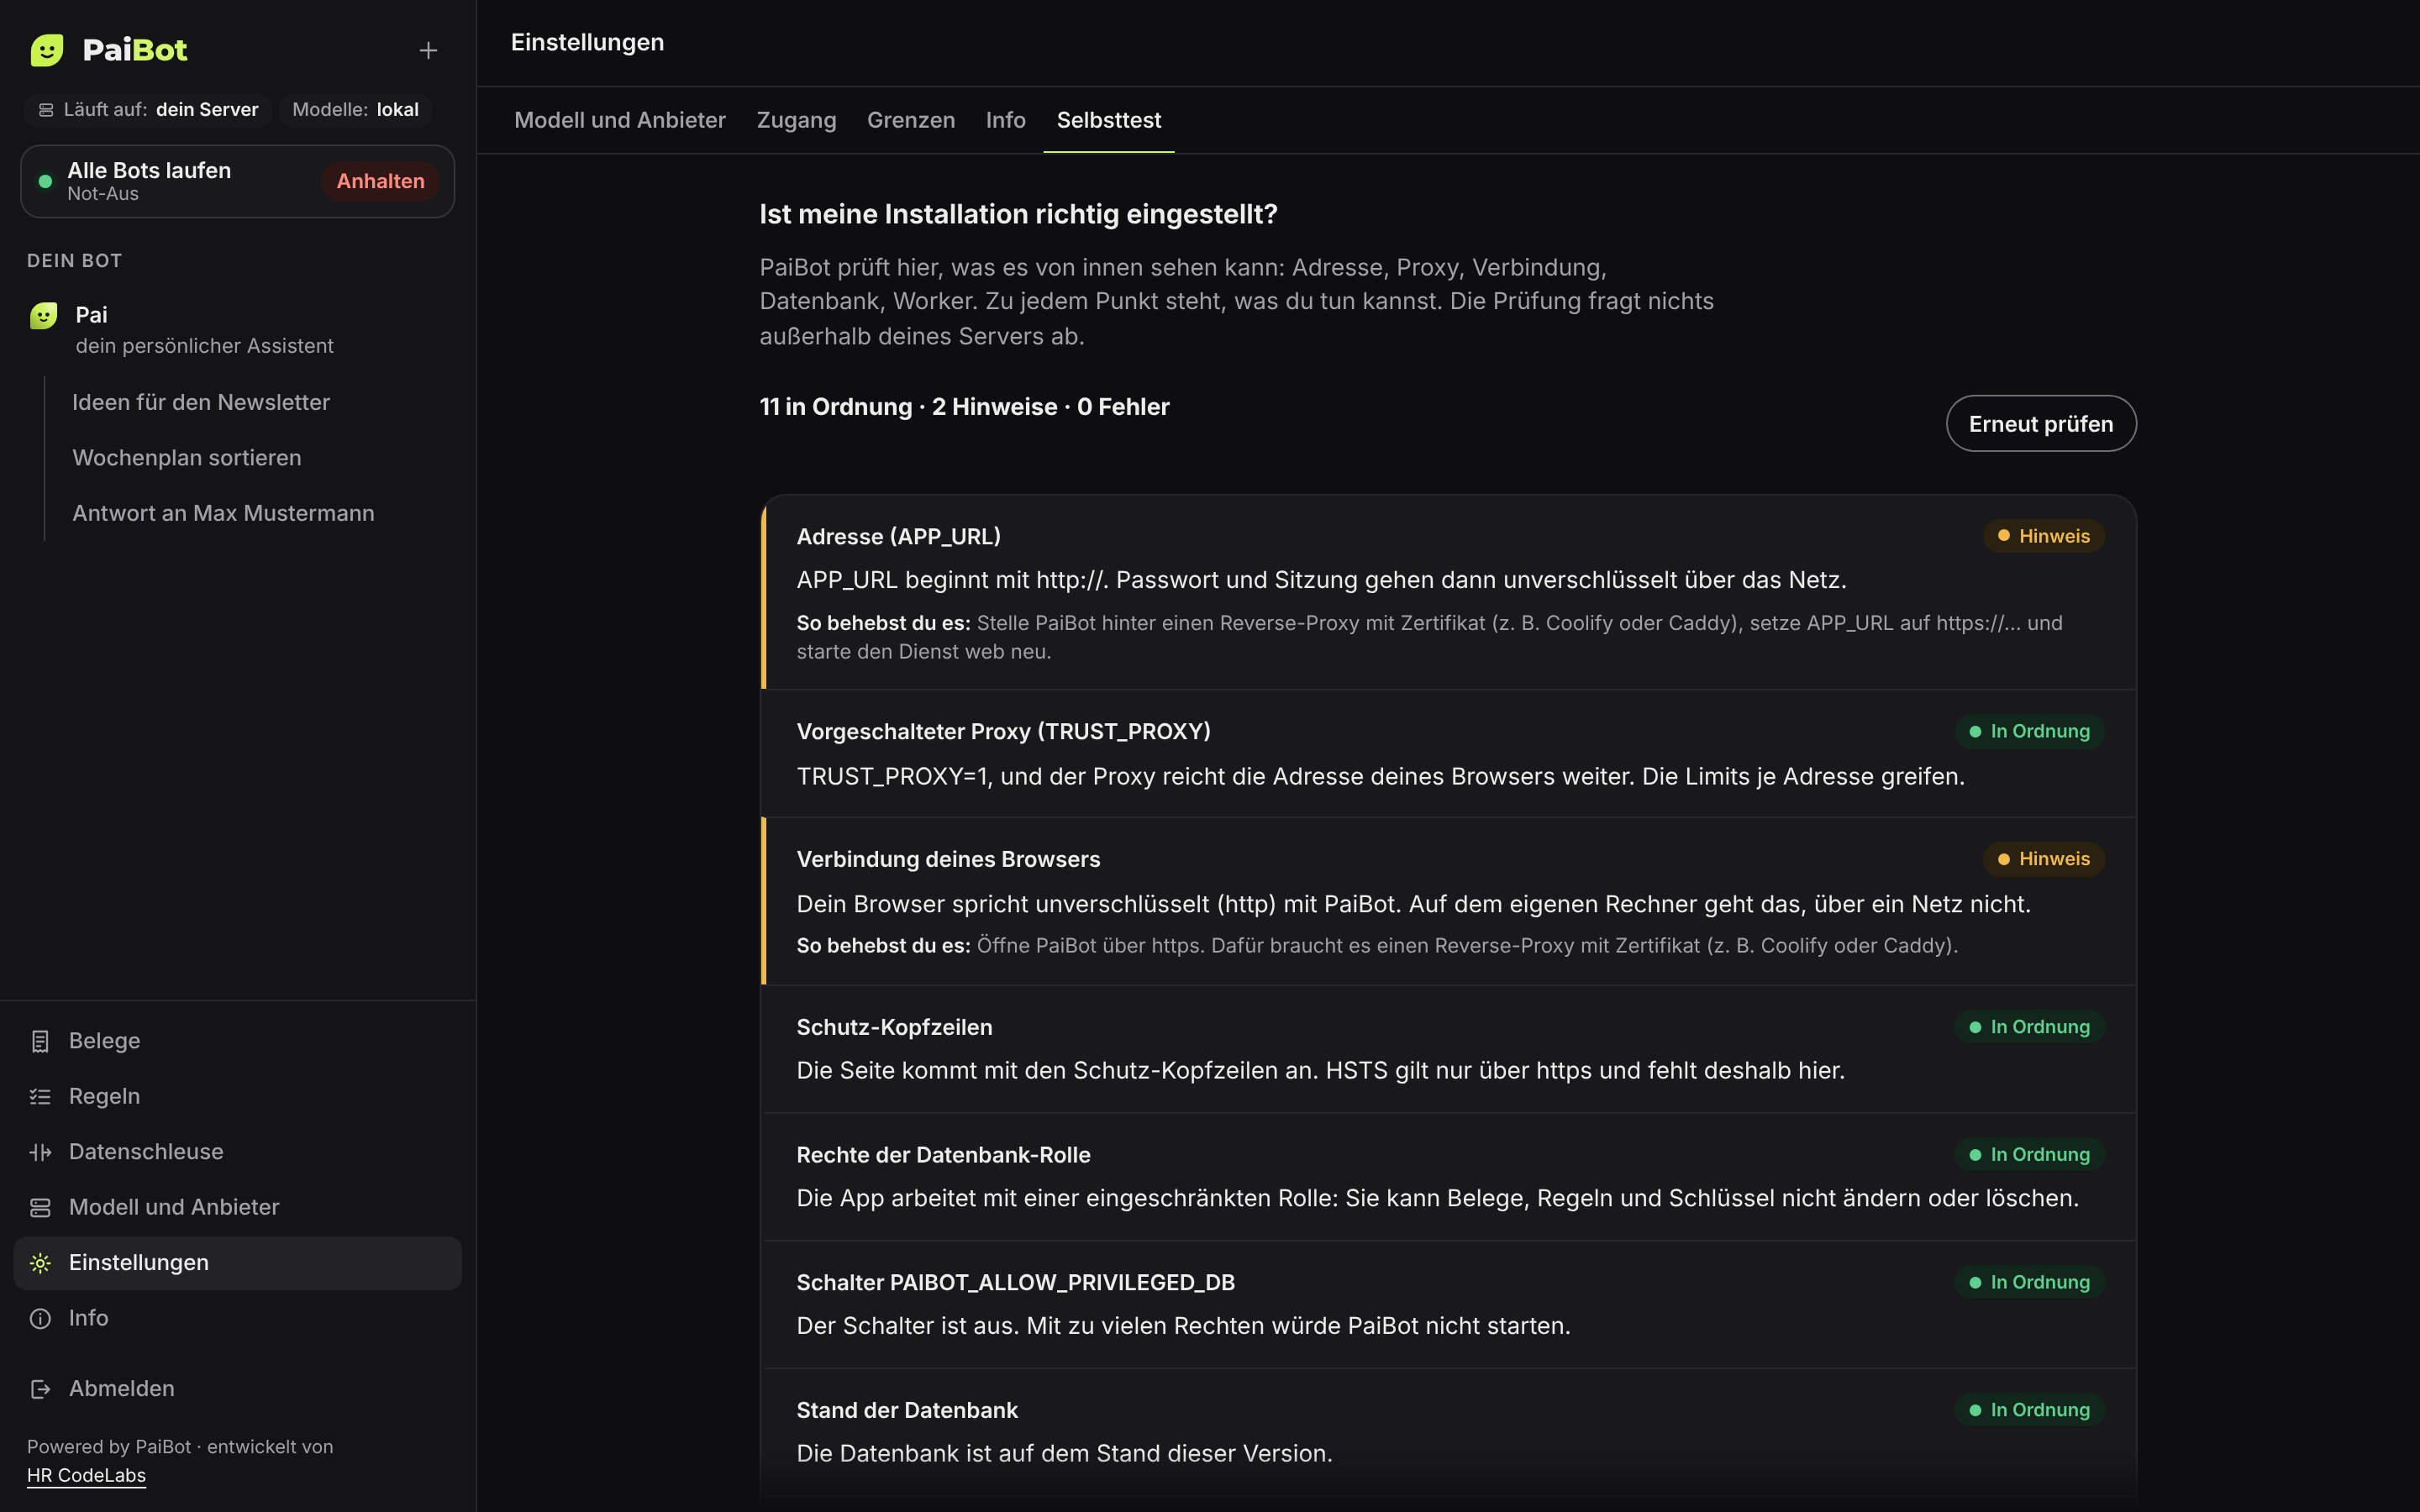 PaiBot
Läuft auf: dein Server
Modelle: lokal
Alle Bots laufen
Not-Aus
Anhalten
DEIN BOT
Pai
dein persönlicher Assistent
Ideen für den Newsletter
Wochenplan sortieren
Antwort an Max Mustermann
Belege
Regeln
Datenschleuse
Modell und Anbieter
Einstellungen
Info
Abmelden
Powered by PaiBot · entwickelt von
HR CodeLabs
Einstellungen
Modell und Anbieter
Zugang
Grenzen
Info
Selbsttest
Ist meine Installation richtig eingestellt?
PaiBot prüft hier, was es von innen sehen kann: Adresse, Proxy, Verbindung,
Datenbank, Worker. Zu jedem Punkt steht, was du tun kannst. Die Prüfung fragt nichts
außerhalb deines Servers ab.
11 in Ordnung · 2 Hinweise · 0 Fehler
Erneut prüfen
Adresse (APP_URL)
Hinweis
APP_URL beginnt mit http://. Passwort und Sitzung gehen dann unverschlüsselt über das Netz.
So behebst du es: Stelle PaiBot hinter einen Reverse-Proxy mit Zertifikat (z. B. Coolify oder Caddy), setze APP_URL auf https://... und
starte den Dienst web neu.
Vorgeschalteter Proxy (TRUST_PROXY)
In Ordnung
TRUST_PROXY=1, und der Proxy reicht die Adresse deines Browsers weiter. Die Limits je Adresse greifen.
Verbindung deines Browsers
Hinweis
Dein Browser spricht unverschlüsselt (http) mit PaiBot. Auf dem eigenen Rechner geht das, über ein Netz nicht.
So behebst du es: Öffne PaiBot über https. Dafür braucht es einen Reverse-Proxy mit Zertifikat (z. B. Coolify oder Caddy).
Schutz-Kopfzeilen
In Ordnung
Die Seite kommt mit den Schutz-Kopfzeilen an. HSTS gilt nur über https und fehlt deshalb hier.
Rechte der Datenbank-Rolle
In Ordnung
Die App arbeitet mit einer eingeschränkten Rolle: Sie kann Belege, Regeln und Schlüssel nicht ändern oder löschen.
Schalter PAIBOT_ALLOW_PRIVILEGED_DB
In Ordnung
Der Schalter ist aus. Mit zu vielen Rechten würde PaiBot nicht starten.
Stand der Datenbank
In Ordnung
Die Datenbank ist auf dem Stand dieser Version.